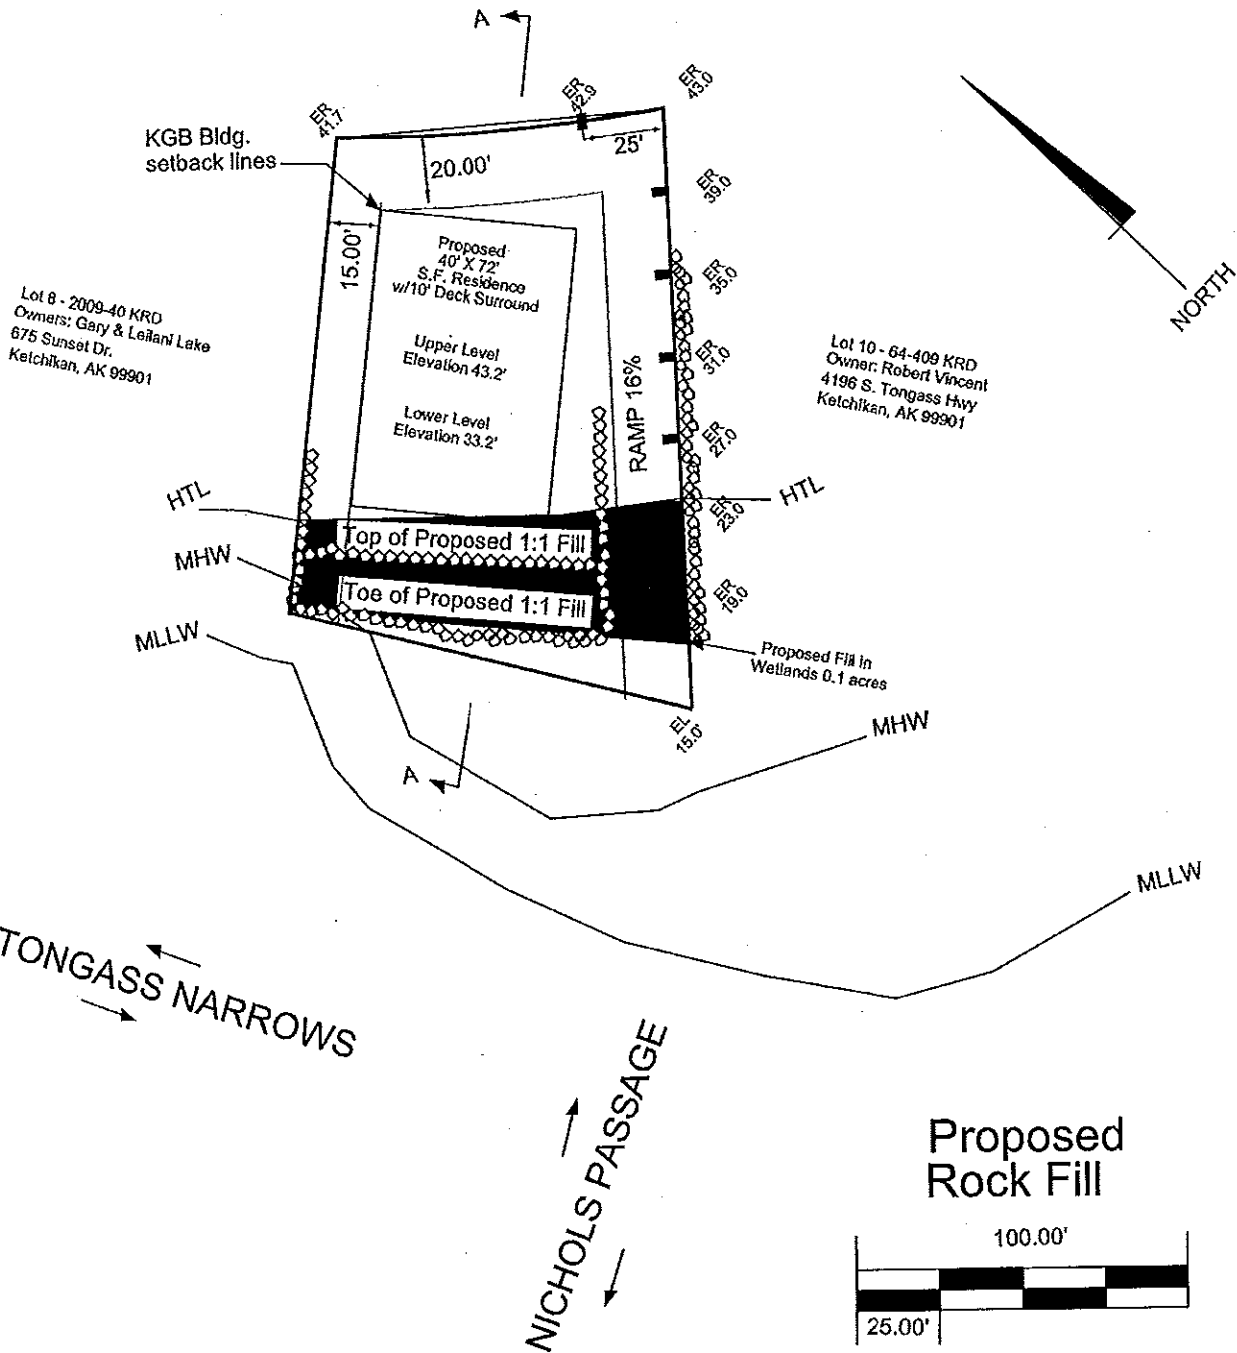 A
ER
41.7
ER
42.9
ER
43.0
KGB Bldg.
setback lines
20.00'
25'
ER
39.0
15.00'
Proposed
40' X 72'
S.F. Residence
w/10' Deck Surround
ER
35.0
NORTH
Lot 8 - 2009-40 KRD
Owners: Gary & Leilani Lake
675 Sunset Dr.
Ketchikan, AK 99901
Upper Level
Elevation 43.2'
ER
31.0
Lot 10 - 64-409 KRD
Owner: Robert Vincent
4196 S. Tongass Hwy
Ketchikan, AK 99901
Lower Level
Elevation 33.2'
RAMP 16%
ER
27.0
HTL
HTL
ER
23.0
Top of Proposed 1:1 Fill
MHW
Toe of Proposed 1:1 Fill
ER
19.0
MLLW
Proposed Fill in
Wetlands 0.1 acres
EL
15.0'
MHW
A
MLLW
TONGASS NARROWS
NICHOLS PASSAGE
Proposed
Rock Fill
100.00'
25.00'